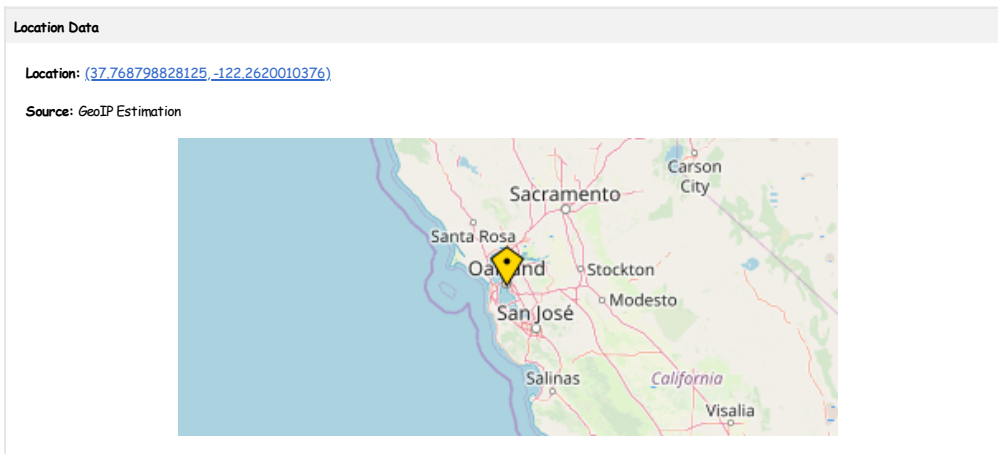 Location Data
Location: (37.768798828125, -122.2620010376)
Source: GeoIP Estimation
Carson
City
Sacramento
Santa Rosa
Oakland
Stockton
Modesto
San José
Salinas
California
Visalia